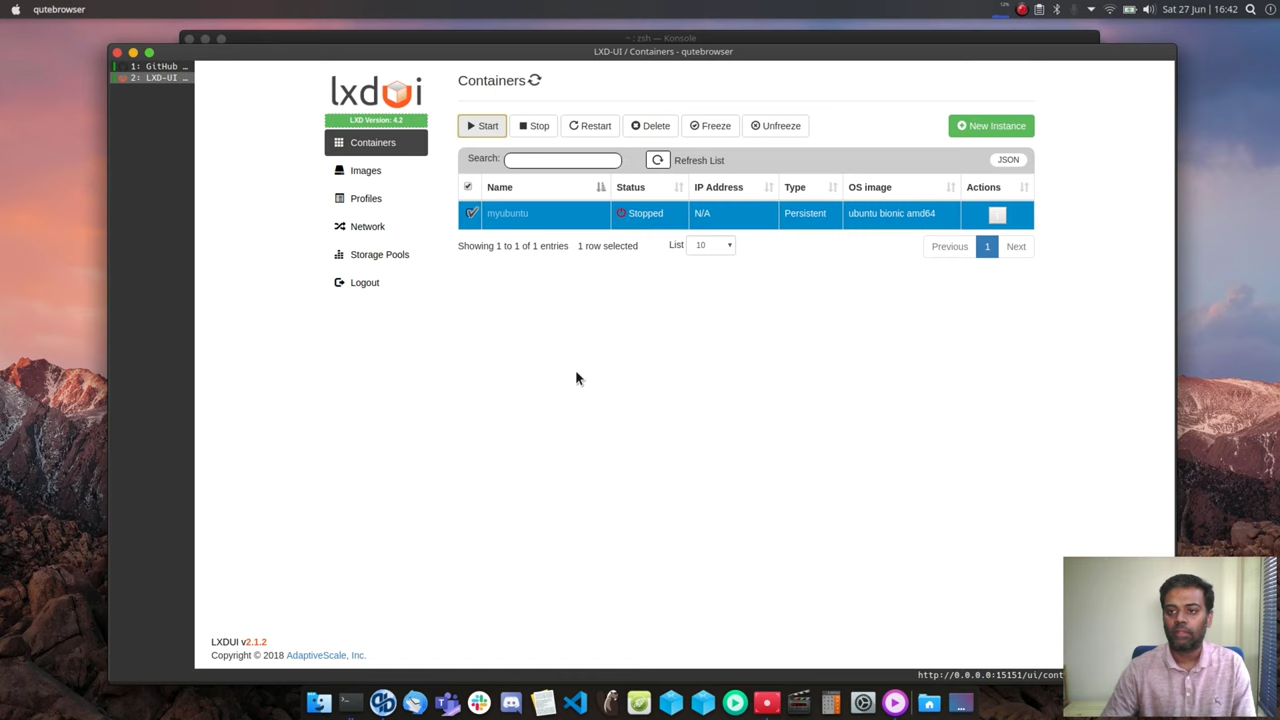 qutebrowser
12%
Sat 27 Jun | 16:42
~ : zsh — Konsole
LXD-UI / Containers - qutebrowser
1: GitHub ...
2: LXD-UI ...
lxdui
LXD Version: 4.2
Containers
Images
Profiles
Network
Storage Pools
Logout
Containers
Start
Stop
Restart
Delete
Freeze
Unfreeze
New Instance
Search:
Refresh List
JSON
Name
Status
IP Address
Type
OS image
Actions
myubuntu
Stopped
N/A
Persistent
ubuntu bionic amd64
Showing 1 to 1 of 1 entries
1 row selected
List
10
Previous
1
Next
LXDUI v2.1.2
Copyright © 2018 AdaptiveScale, Inc.
http://0.0.0.0:15151/ui/cont